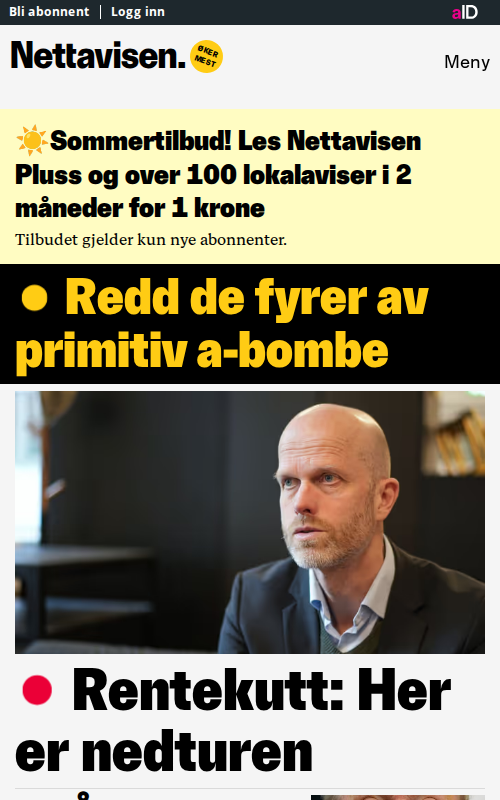 Bli abonnent | Logg inn
aID
Nettavisen.
ØKER
MEST
Meny
☀️Sommertilbud! Les Nettavisen
Pluss og over 100 lokalaviser i 2
måneder for 1 krone
Tilbudet gjelder kun nye abonnenter.
Redd de fyrer av
primitiv a-bombe
Rentekutt: Her
er nedturen